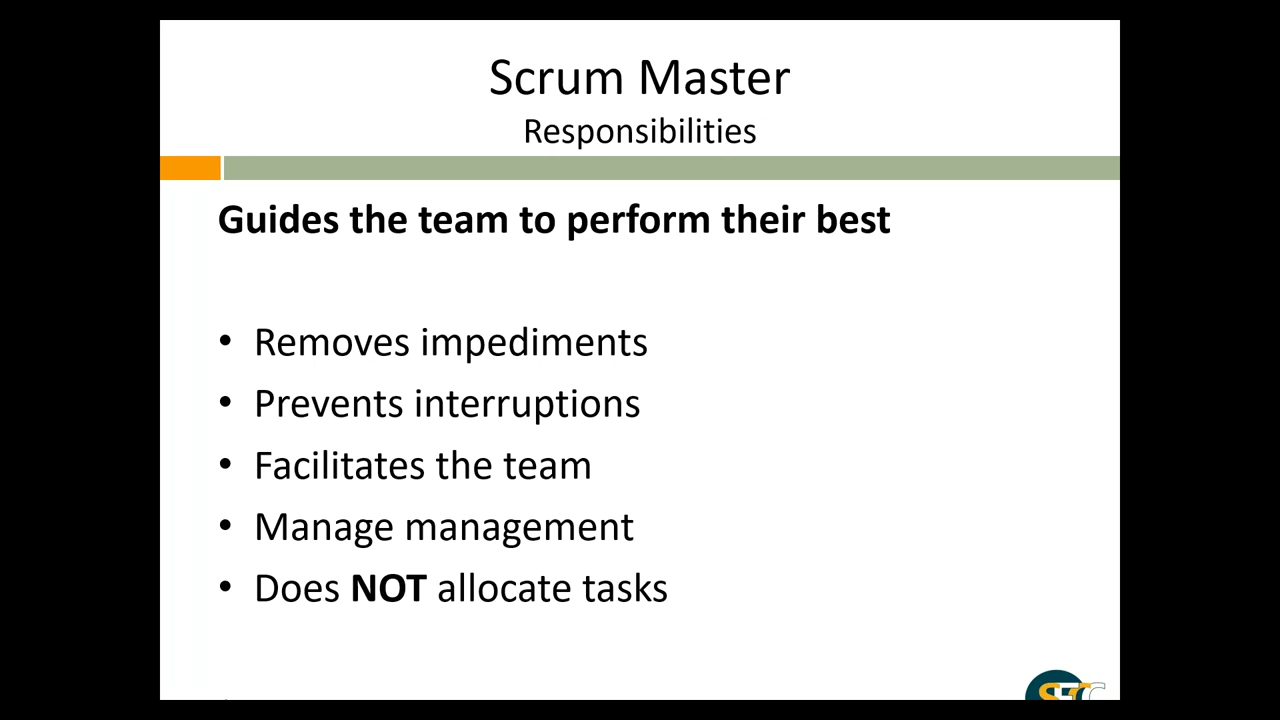 Scrum Master
Responsibilities
Guides the team to perform their best
• Removes impediments
• Prevents interruptions
• Facilitates the team
• Manage management
• Does NOT allocate tasks